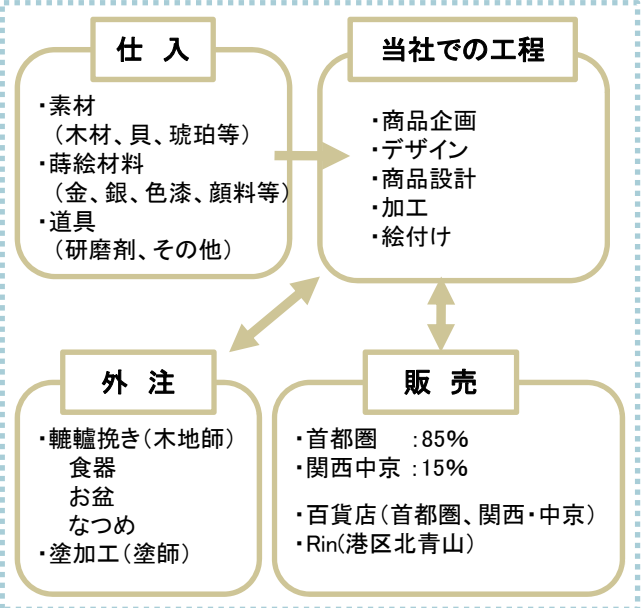 仕 入
・素材
（木材、貝、琥珀等）
・蒔絵材料
（金、銀、色漆、顔料等）
・道具
（研磨剤、その他）
当社での工程
・商品企画
・デザイン
・商品設計
・加工
・絵付け
外 注
・轆轤挽き（木地師）
食器
お盆
なつめ
・塗加工（塗師）
販 売
・首都圏 ：85%
・関西中京 ：15%
・百貨店（首都圏、関西・中京）
・Rin(港区北青山)